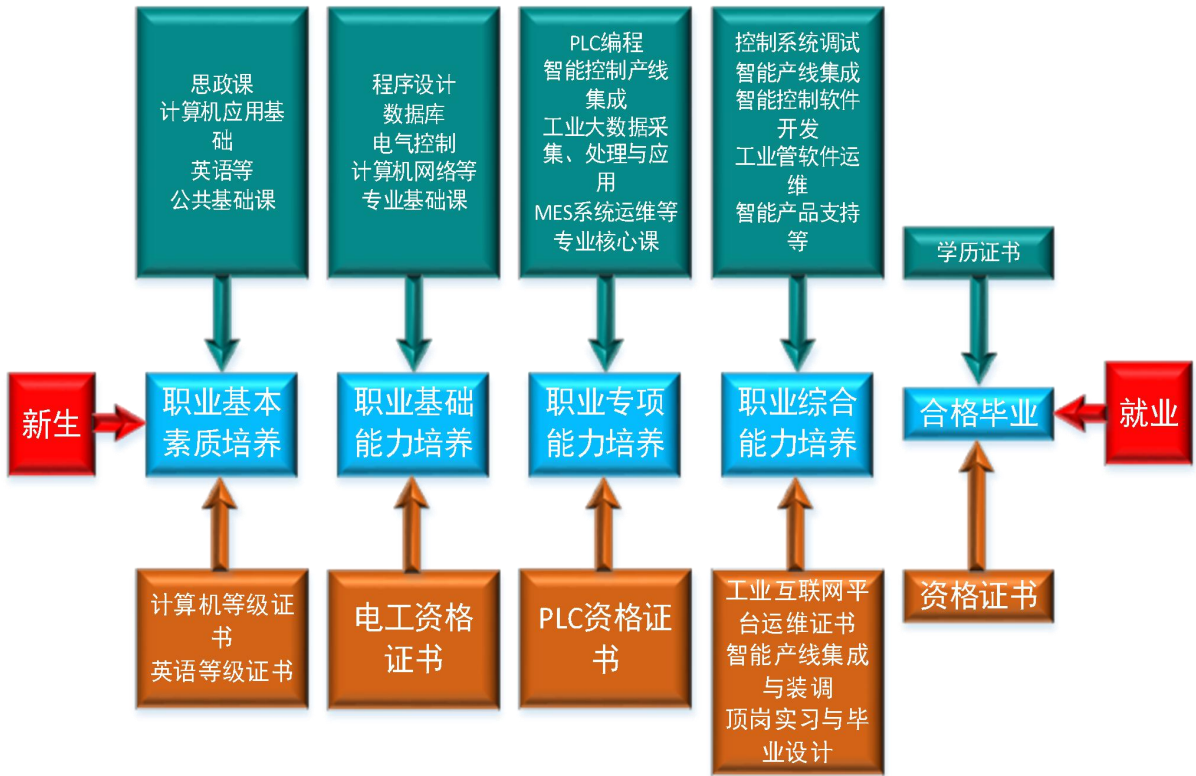 思政课
计算机应用基
础
英语等
公共基础课
程序设计
数据库
电气控制
计算机网络等
专业基础课
PLC编程
智能控制产线
集成
工业大数据采
集、处理与应
用
MES系统运维等
专业核心课
控制系统调试
智能产线集成
智能控制软件
开发
工业管软件运
维
智能产品支持
等
学历证书
新生
职业基本
素质培养
职业基础
能力培养
职业专项
能力培养
职业综合
能力培养
合格毕业
就业
计算机等级证
书
英语等级证书
电工资格
证书
PLC资格证
书
工业互联网平
台运维证书
智能产线集成
与装调
顶岗实习与毕
业设计
资格证书